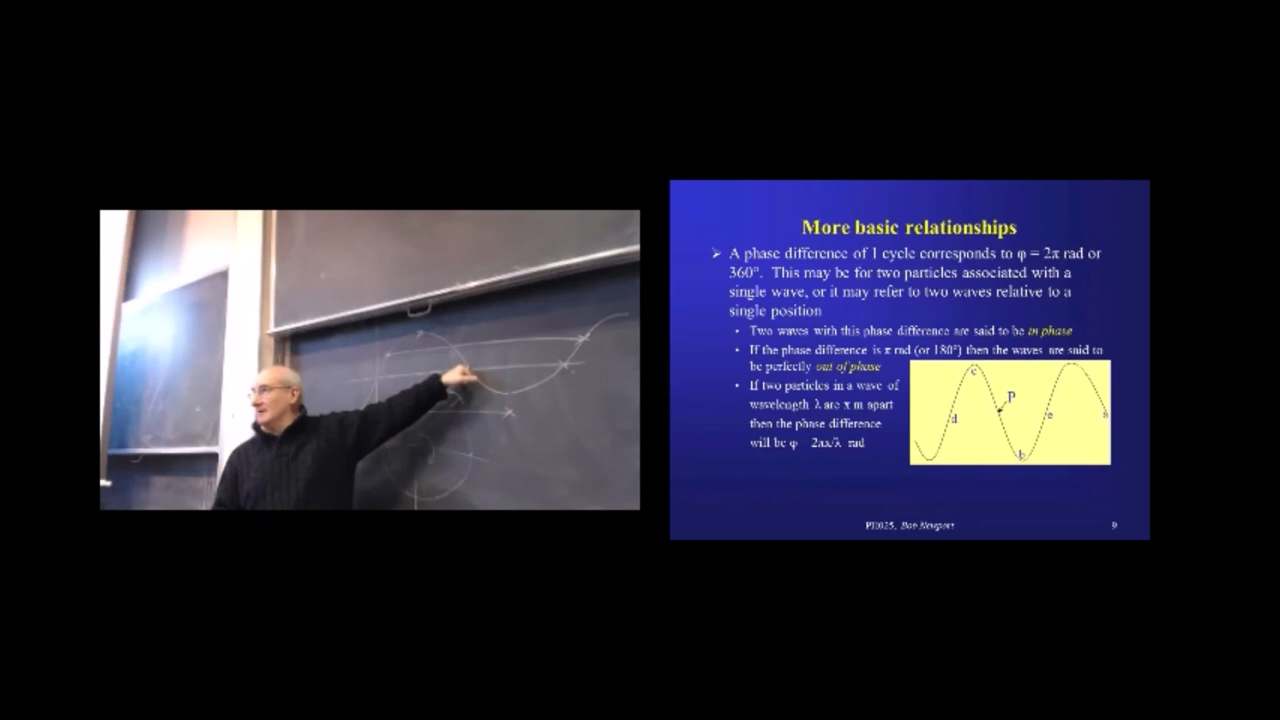 More basic relationships
➢ A phase difference of 1 cycle corresponds to φ = 2π rad or
360°. This may be for two particles associated with a
single wave, or it may refer to two waves relative to a
single position
• Two waves with this phase difference are said to be in phase
• If the phase difference is π rad (or 180°) then the waves are said to
be perfectly out of phase
• If two particles in a wave of
wavelength λ are x m apart
then the phase difference
will be φ 2πx/λ rad
c
P
d
e
a
b
PH025, Bob Newport
9